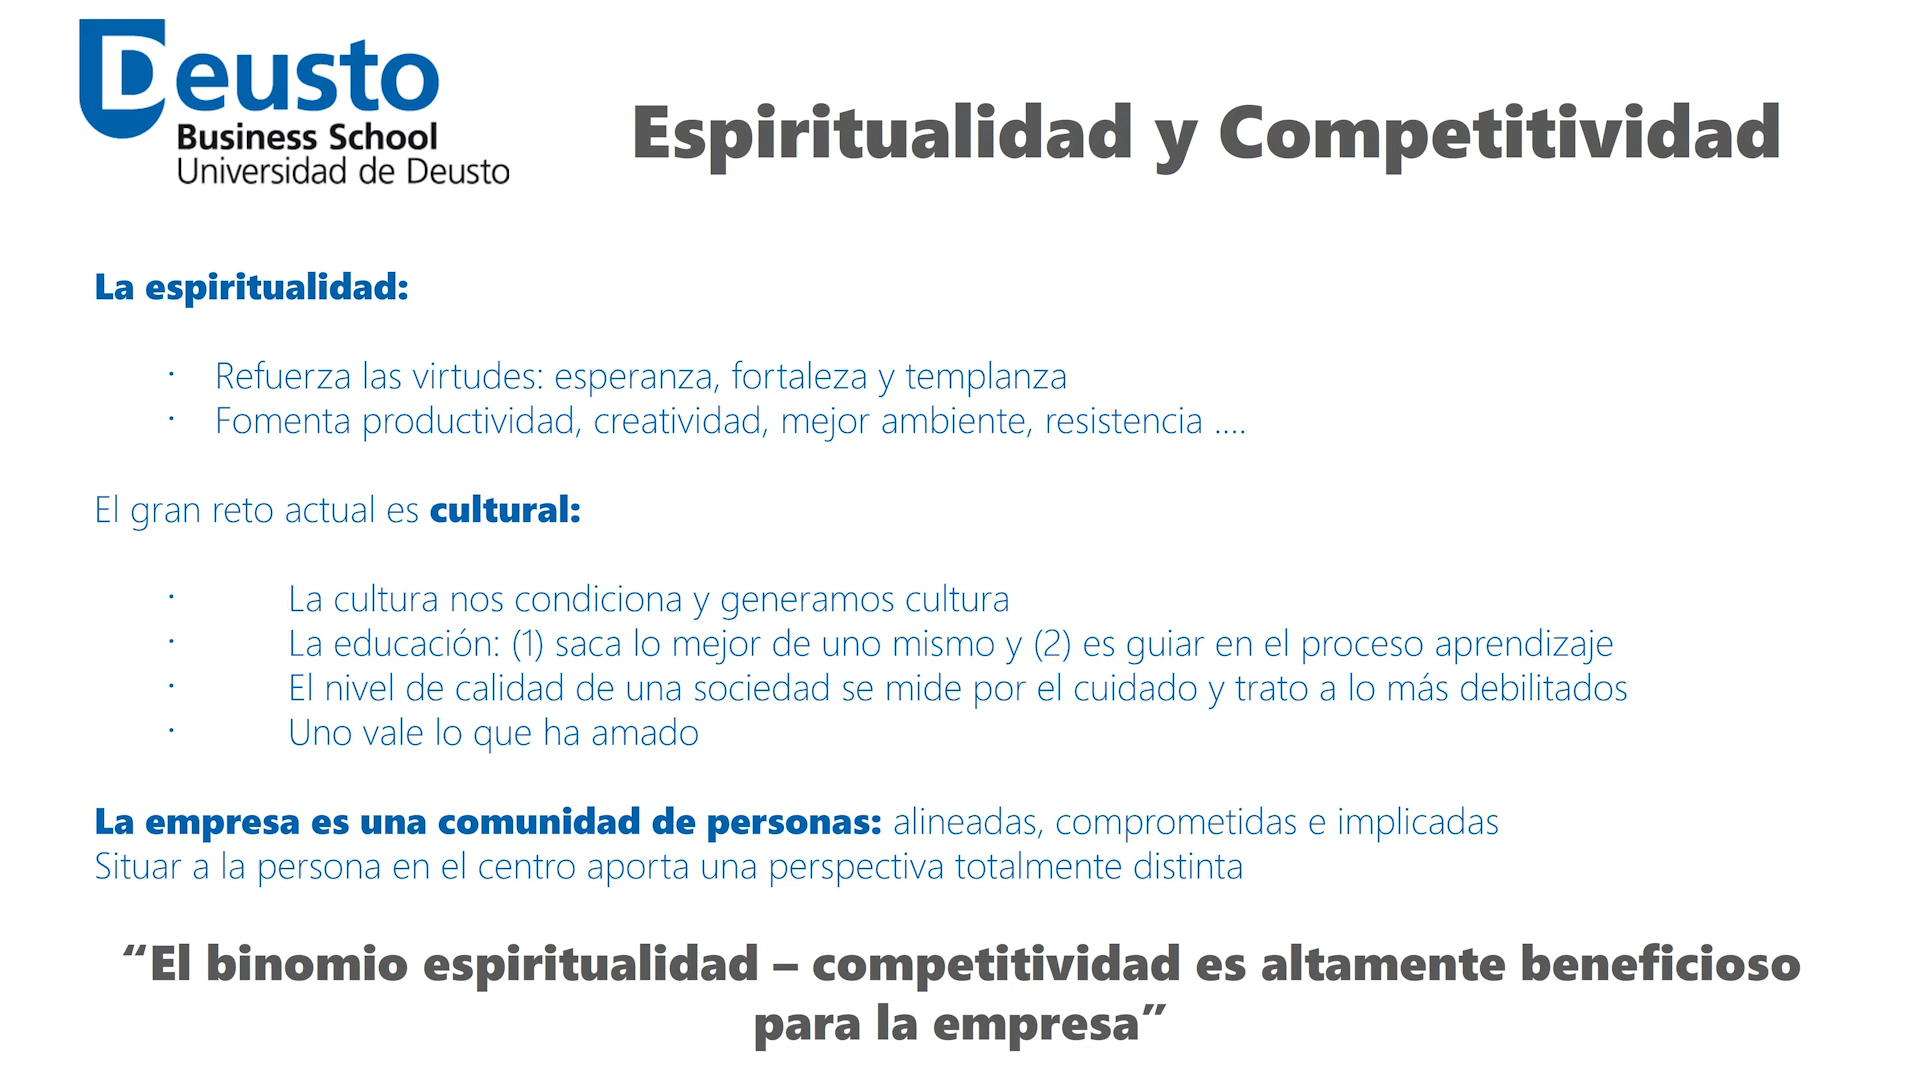 Deusto
Business School
Universidad de Deusto
Espiritualidad y Competitividad
La espiritualidad:
· Refuerza las virtudes: esperanza, fortaleza y templanza
· Fomenta productividad, creatividad, mejor ambiente, resistencia ....
El gran reto actual es cultural:
· La cultura nos condiciona y generamos cultura
· La educación: (1) saca lo mejor de uno mismo y (2) es guiar en el proceso aprendizaje
· El nivel de calidad de una sociedad se mide por el cuidado y trato a lo más debilitados
· Uno vale lo que ha amado
La empresa es una comunidad de personas: alineadas, comprometidas e implicadas
Situar a la persona en el centro aporta una perspectiva totalmente distinta
“El binomio espiritualidad – competitividad es altamente beneficioso
para la empresa”